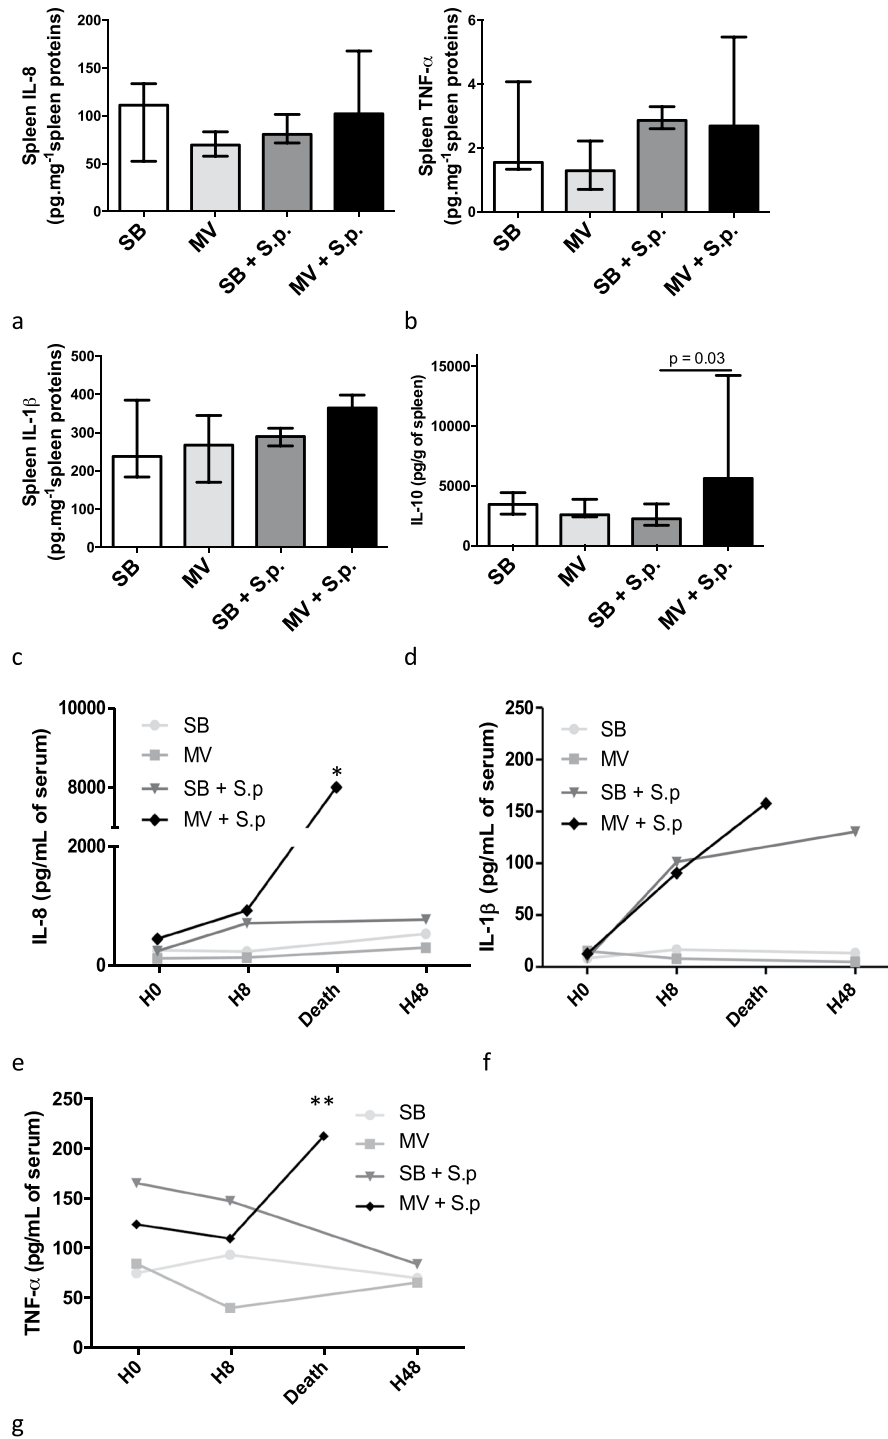 Spleen IL-8
(pg.mg-1spleen proteins)
200
150
100
50
0
SB
MV
SB + S.p.
MV + S.p.
a
Spleen TNF-α
(pg.mg-1spleen proteins)
6
4
2
0
SB
MV
SB + S.p.
MV + S.p.
b
Spleen IL-1β
(pg.mg-1spleen proteins)
500
400
300
200
100
0
SB
MV
SB + S.p.
MV + S.p.
c
IL-10 (pg/g of spleen)
15000
10000
5000
0
p = 0.03
SB
MV
SB + S.p.
MV + S.p.
d
IL-8 (pg/mL of serum)
10000
8000
2000
0
SB
MV
SB + S.p
MV + S.p
*
H0
H8
Death
H48
e
IL-1β (pg/mL of serum)
250
200
150
100
50
0
SB
MV
SB + S.p
MV + S.p
H0
H8
Death
H48
f
TNF-α (pg/mL of serum)
250
200
150
100
50
0
**
SB
MV
SB + S.p
MV + S.p
H0
H8
Death
H48
g